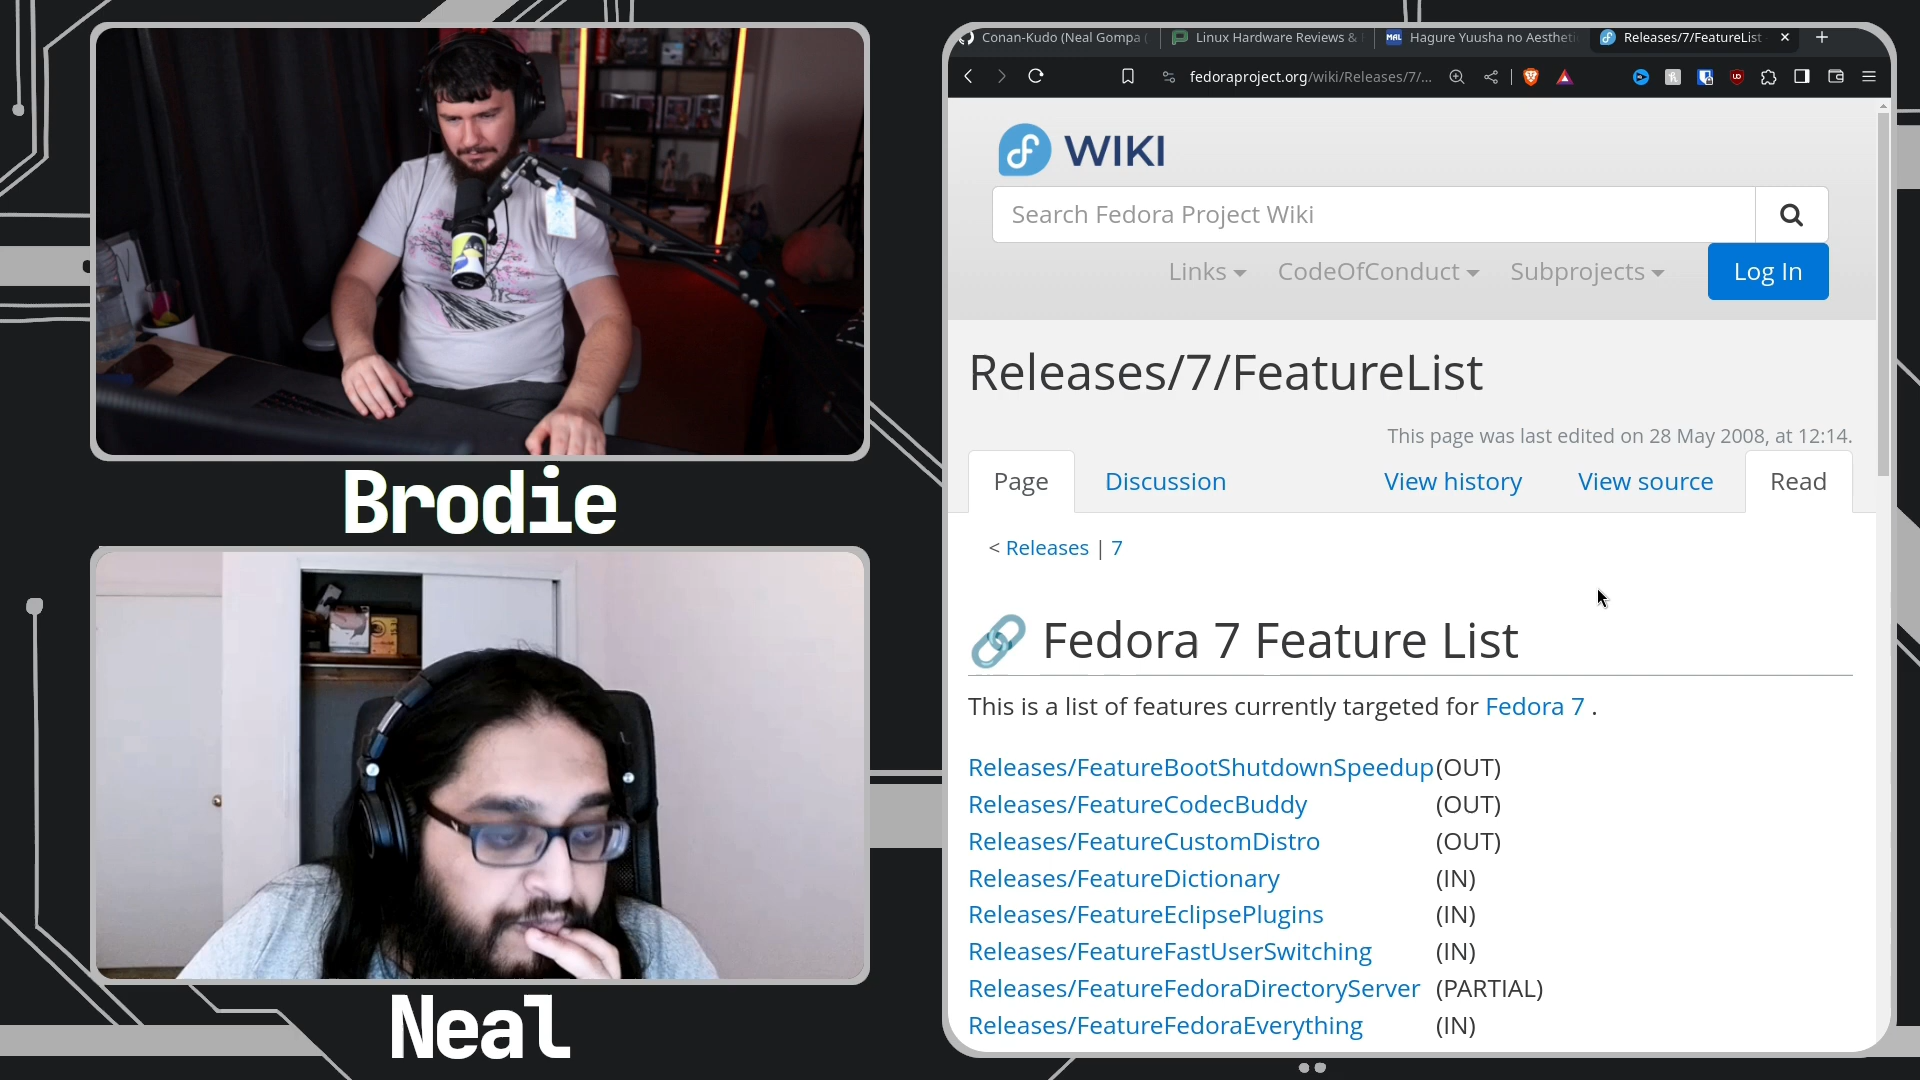 Brodie
Neal
Conan-Kudo (Neal Gompa (
Linux Hardware Reviews &
MAL
Hagure Yuusha no Aestheti
Releases/7/FeatureList
fedoraproject.org/wiki/Releases/7/...
WIKI
Search Fedora Project Wiki
Links
CodeOfConduct
Subprojects
Log In
Releases/7/FeatureList
This page was last edited on 28 May 2008, at 12:14.
Page
Discussion
View history
View source
Read
< Releases | 7
Fedora 7 Feature List
This is a list of features currently targeted for Fedora 7 .
Releases/FeatureBootShutdownSpeedup (OUT)
Releases/FeatureCodecBuddy (OUT)
Releases/FeatureCustomDistro (OUT)
Releases/FeatureDictionary (IN)
Releases/FeatureEclipsePlugins (IN)
Releases/FeatureFastUserSwitching (IN)
Releases/FeatureFedoraDirectoryServer (PARTIAL)
Releases/FeatureFedoraEverything (IN)